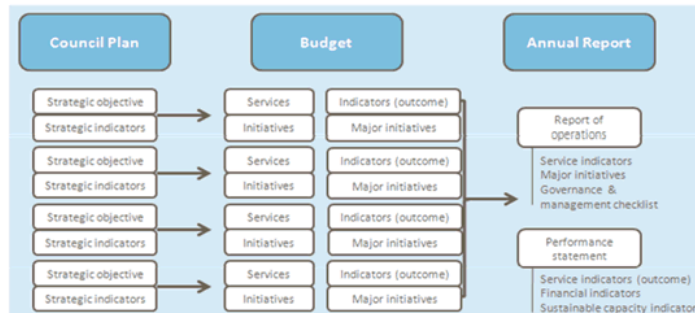 Council Plan
Budget
Annual Report
Strategic objective
Services
Indicators (outcome)
Strategic indicators
Initiatives
Major initiatives
Strategic objective
Services
Indicators (outcome)
Strategic indicators
Initiatives
Major initiatives
Strategic objective
Services
Indicators (outcome)
Strategic indicators
Initiatives
Major initiatives
Strategic objective
Services
Indicators (outcome)
Strategic indicators
Initiatives
Major initiatives
Report of
operations
Service indicators
Major initiatives
Governance &
management checklist
Performance
statement
Service indicators (outcome)
Financial indicators
Sustainable capacity indicator